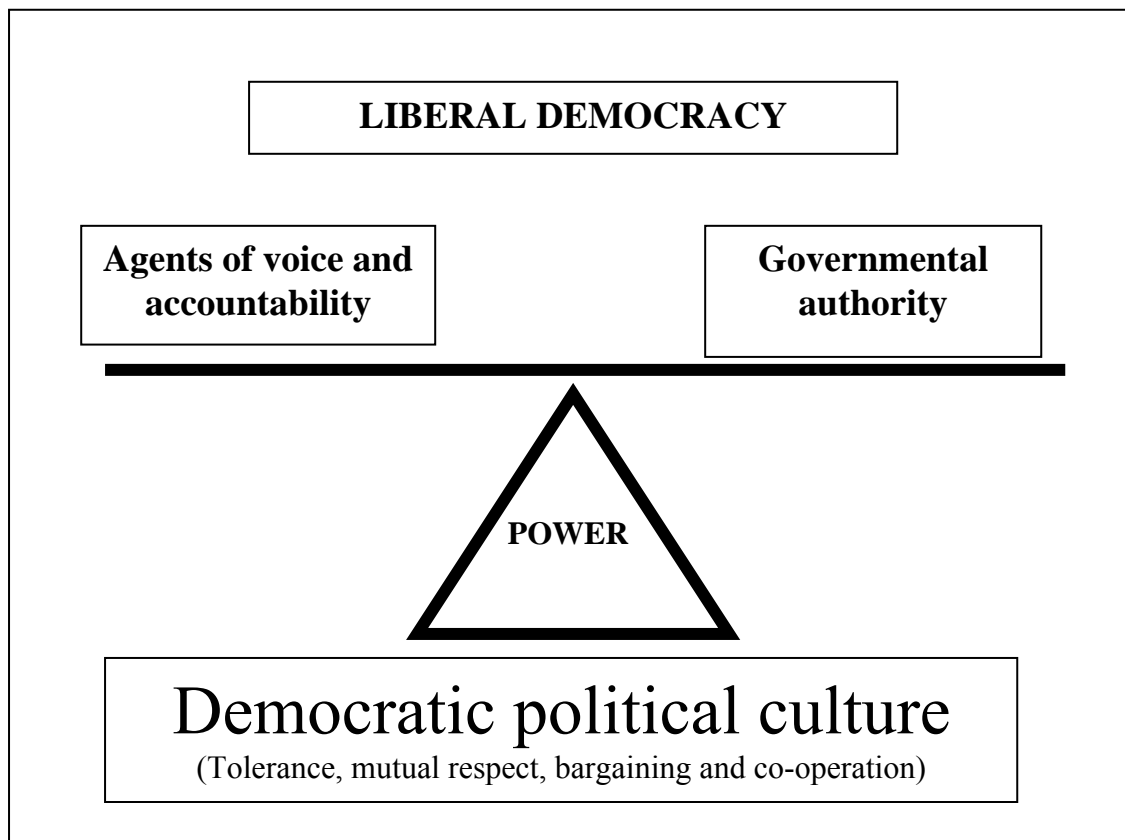 LIBERAL DEMOCRACY
Agents of voice and
accountability
Governmental
authority
POWER
Democratic political culture
(Tolerance, mutual respect, bargaining and co-operation)